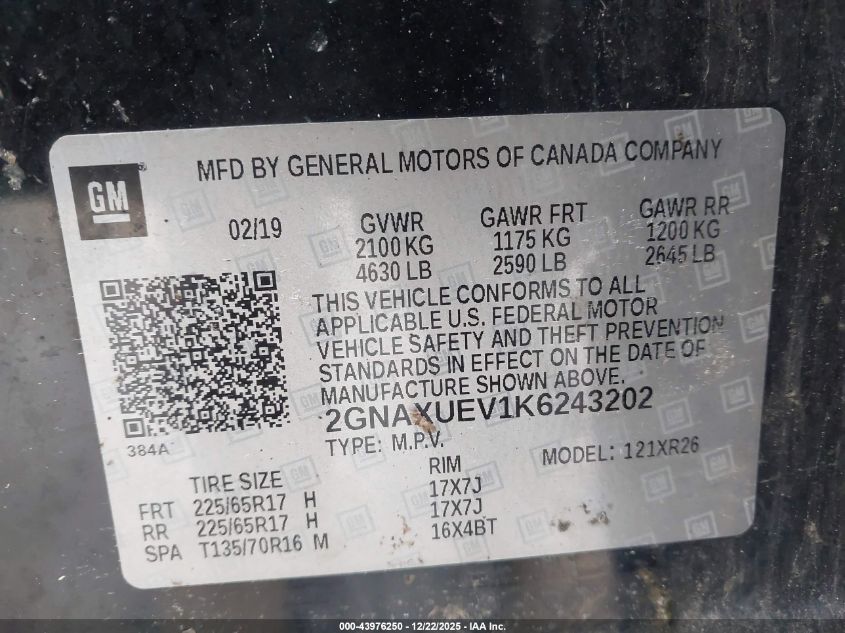 GM
MFD BY GENERAL MOTORS OF CANADA COMPANY
02/19 GVWR GAWR FRT GAWR RR
2100 KG 1175 KG 1200 KG
4630 LB 2590 LB 2645 LB
THIS VEHICLE CONFORMS TO ALL
APPLICABLE U.S. FEDERAL MOTOR
VEHICLE SAFETY AND THEFT PREVENTION
STANDARDS IN EFFECT ON THE DATE OF
MANUFACTURE SHOWN ABOVE.
2GNAXUEV1K6243202
384A
TYPE: M.P.V. MODEL: 121XR26
TIRE SIZE RIM
FRT 225/65R17 H 17X7J
RR 225/65R17 H 17X7J
SPA T135/70R16 M 16X4BT
000-43976250 - 12/22/2025 - IAA Inc.